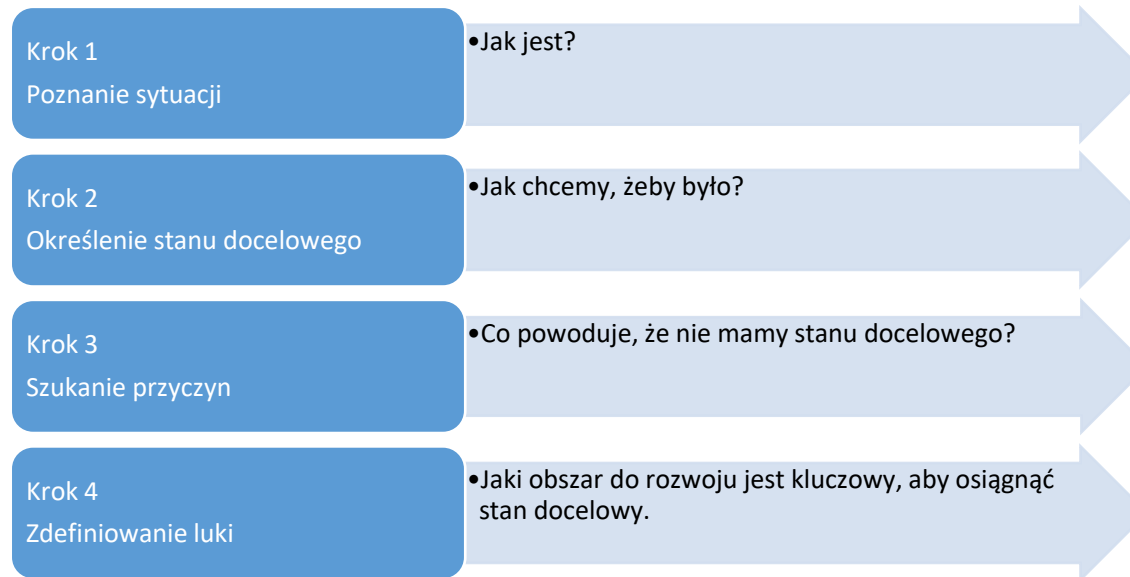 Krok 1
Poznanie sytuacji
•Jak jest?
Krok 2
Określenie stanu docelowego
•Jak chcemy, żeby było?
Krok 3
Szukanie przyczyn
•Co powoduje, że nie mamy stanu docelowego?
Krok 4
Zdefiniowanie luki
•Jaki obszar do rozwoju jest kluczowy, aby osiągnąć
stan docelowy.